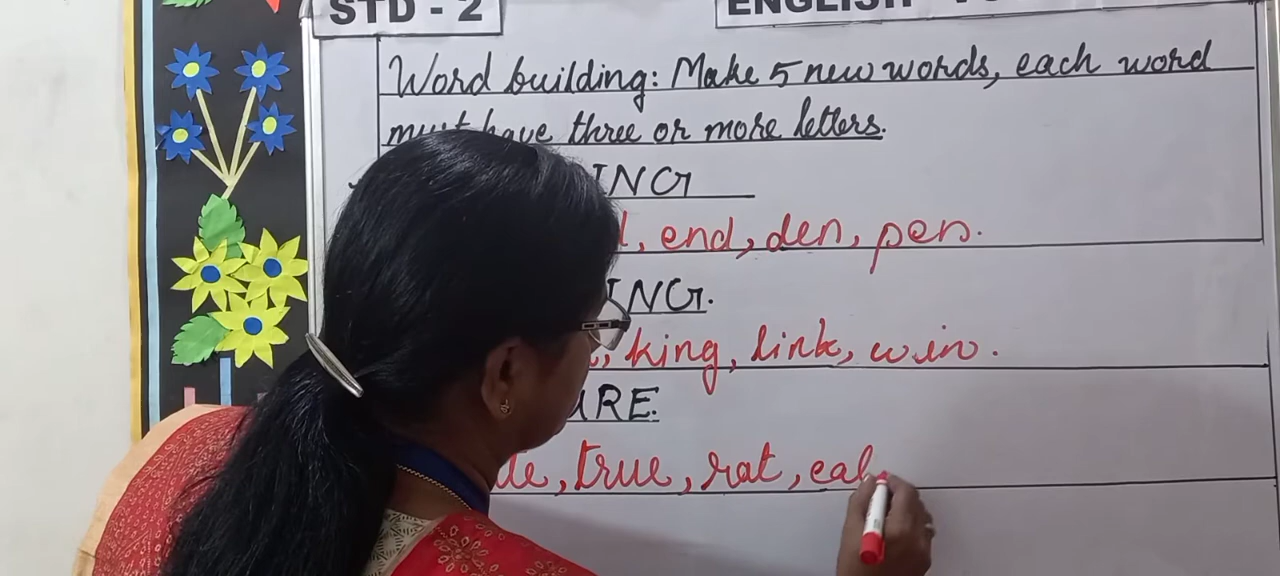 STD - 2
ENGLISH
Word building: Make 5 new words, each word
must have three or more letters.
ING
, end, den, pen.
ING.
, king, link, win.
URE.
, true, rat, eat